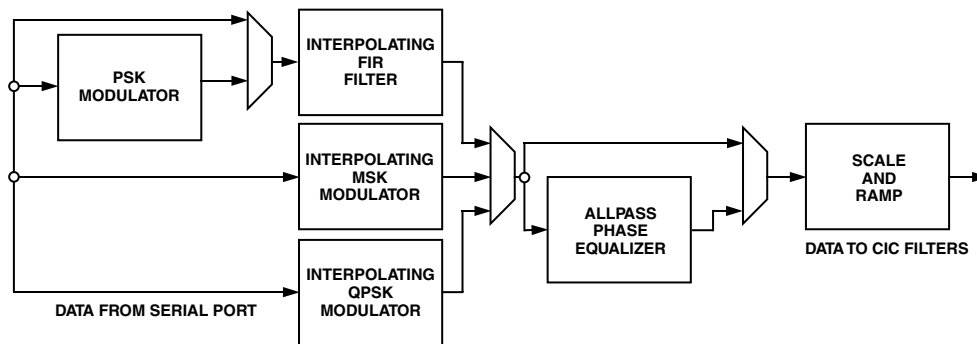 PSK
MODULATOR
INTERPOLATING
FIR
FILTER
INTERPOLATING
MSK
MODULATOR
INTERPOLATING
QPSK
MODULATOR
DATA FROM SERIAL PORT
ALLPASS
PHASE
EQUALIZER
SCALE
AND
RAMP
DATA TO CIC FILTERS